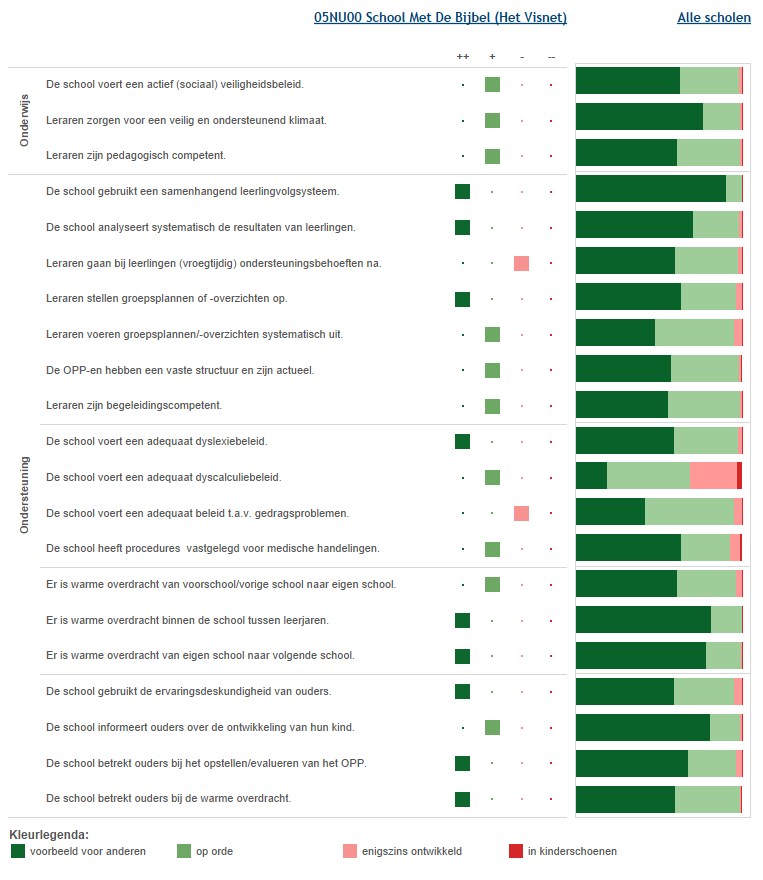 05NU00 School Met De Bijbel (Het Visnet) Alle scholen
++ + - --
Onderwijs
De school voert een actief (sociaal) veiligheidsbeleid.
Leraren zorgen voor een veilig en ondersteunend klimaat.
Leraren zijn pedagogisch competent.
Ondersteuning
De school gebruikt een samenhangend leerlingvolgsysteem.
De school analyseert systematisch de resultaten van leerlingen.
Leraren gaan bij leerlingen (vroegtijdig) ondersteuningsbehoeften na.
Leraren stellen groepsplannen of -overzichten op.
Leraren voeren groepsplannen/-overzichten systematisch uit.
De OPP-en hebben een vaste structuur en zijn actueel.
Leraren zijn begeleidingscompetent.
De school voert een adequaat dyslexiebeleid.
De school voert een adequaat dyscalculiebeleid.
De school voert een adequaat beleid t.a.v. gedragsproblemen.
De school heeft procedures  vastgelegd voor medische handelingen.
Er is warme overdracht van voorschool/vorige school naar eigen school.
Er is warme overdracht binnen de school tussen leerjaren.
Er is warme overdracht van eigen school naar volgende school.
De school gebruikt de ervaringsdeskundigheid van ouders.
De school informeert ouders over de ontwikkeling van hun kind.
De school betrekt ouders bij het opstellen/evalueren van het OPP.
De school betrekt ouders bij de warme overdracht.
Kleurlegenda:
voorbeeld voor anderen op orde enigszins ontwikkeld in kinderschoenen